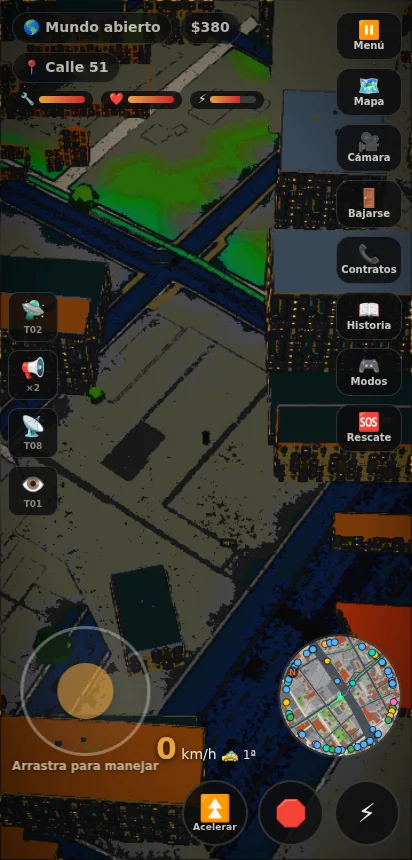 Mundo abierto
$380
Calle 51
Menú
Mapa
Cámara
Bajarse
Contratos
Historia
Modos
SOS
Rescate
T02
×2
T08
T01
N
Arrastra para manejar
0 km/h 1ª
Acelerar